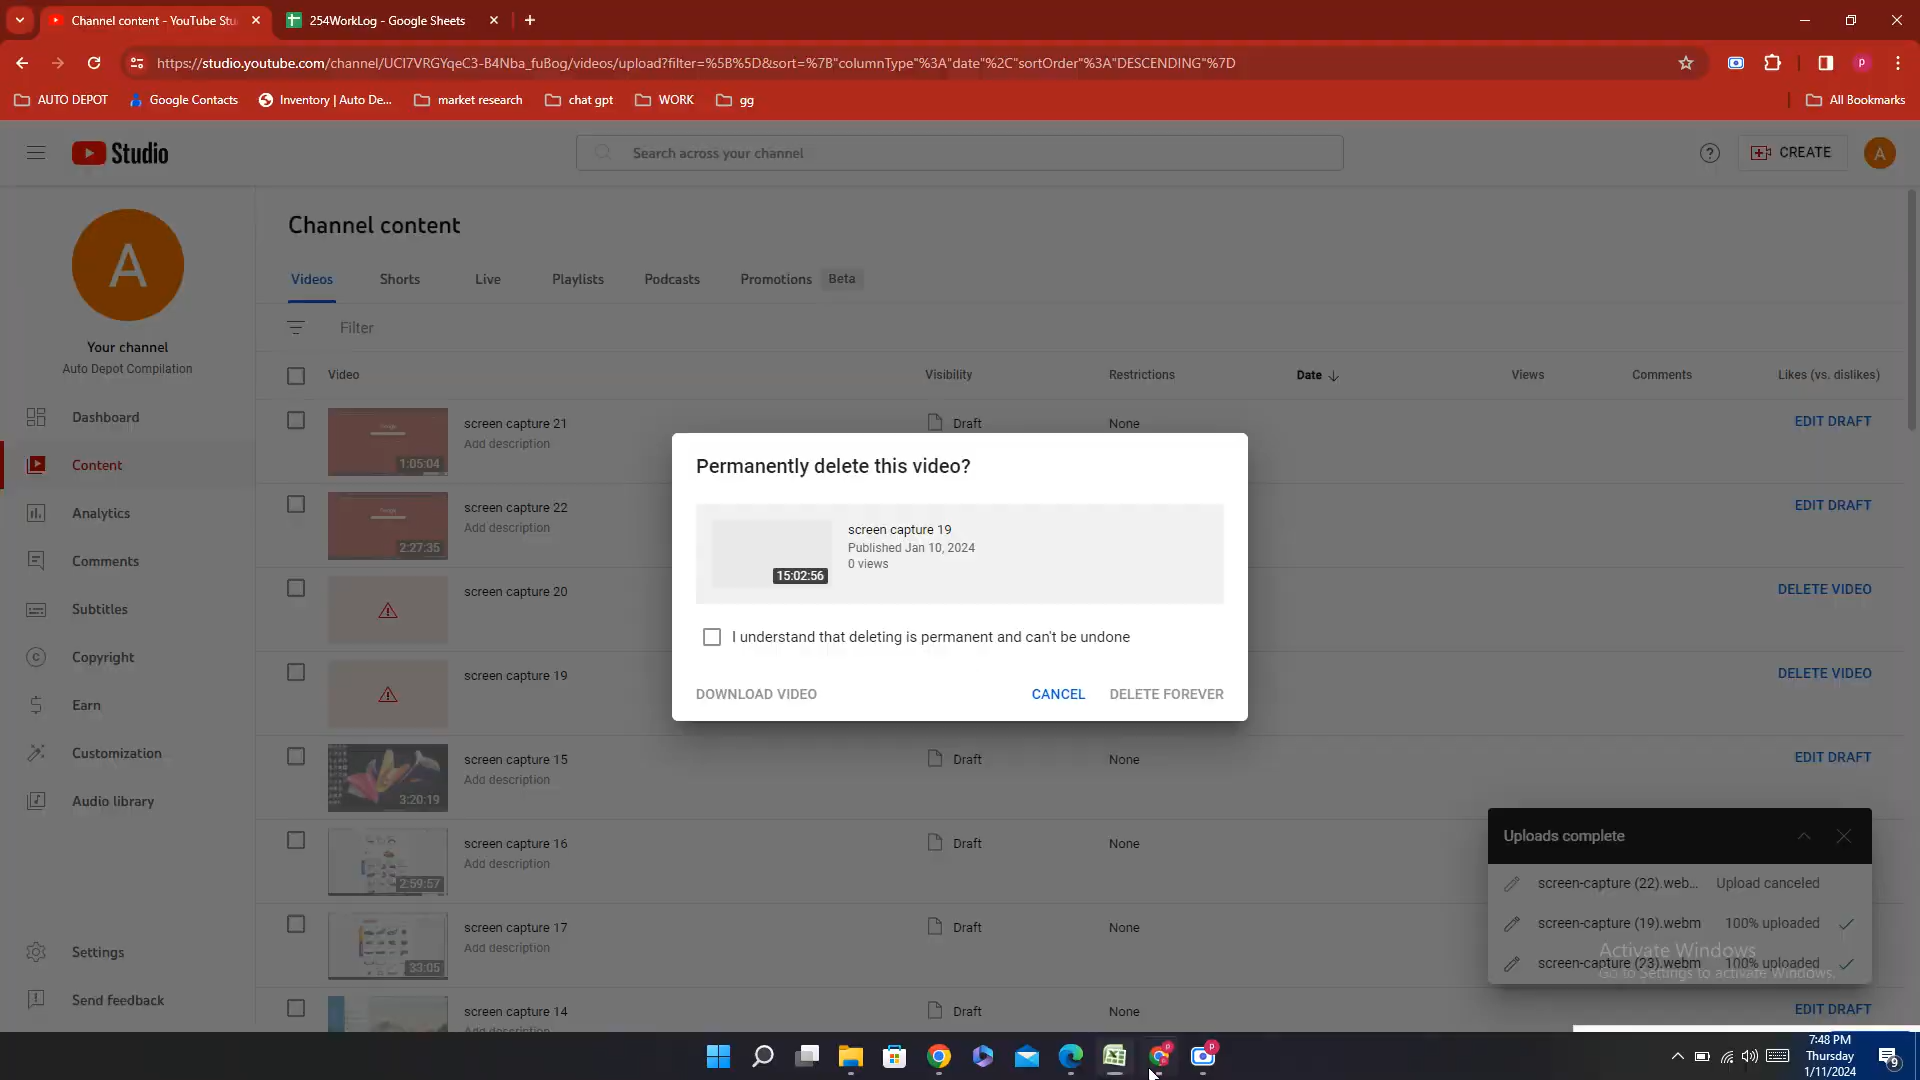 Channel content - YouTube Stu
254WorkLog - Google Sheets
https://studio.youtube.com/channel/UCI7VRGYqeC3-B4Nba_fuBog/videos/upload?filter=%5B%5D&sort=%7B"columnType"%3A"date"%2C"sortOrder"%3A"DESCENDING"%7D
P
AUTO DEPOT
Google Contacts
Inventory | Auto De...
market research
chat gpt
WORK
gg
All Bookmarks
Studio
Search across your channel
CREATE
A
A
Your channel
Auto Depot Compilation
Dashboard
Content
Analytics
Comments
Subtitles
Copyright
Earn
Customization
Audio library
Settings
Send feedback
Channel content
Videos
Shorts
Live
Playlists
Podcasts
Promotions
Beta
Filter
Video
Visibility
Restrictions
Date
Views
Comments
Likes (vs. dislikes)
1:05:04
screen capture 21
Add description
Draft
None
EDIT DRAFT
2:27:35
screen capture 22
Add description
EDIT DRAFT
screen capture 20
DELETE VIDEO
screen capture 19
DELETE VIDEO
3:20:19
screen capture 15
Add description
Draft
None
EDIT DRAFT
2:59:57
screen capture 16
Add description
Draft
None
33:05
screen capture 17
Add description
Draft
None
screen capture 14
Add description
Draft
None
EDIT DRAFT
Permanently delete this video?
15:02:56
screen capture 19
Published Jan 10, 2024
0 views
I understand that deleting is permanent and can't be undone
DOWNLOAD VIDEO
CANCEL
DELETE FOREVER
Uploads complete
screen-capture (22).web...
Upload canceled
screen-capture (19).webm
100% uploaded
screen-capture (23).webm
100% uploaded
Activate Windows
Go to Settings to activate Windows.
7:48 PM
Thursday
1/11/2024
9